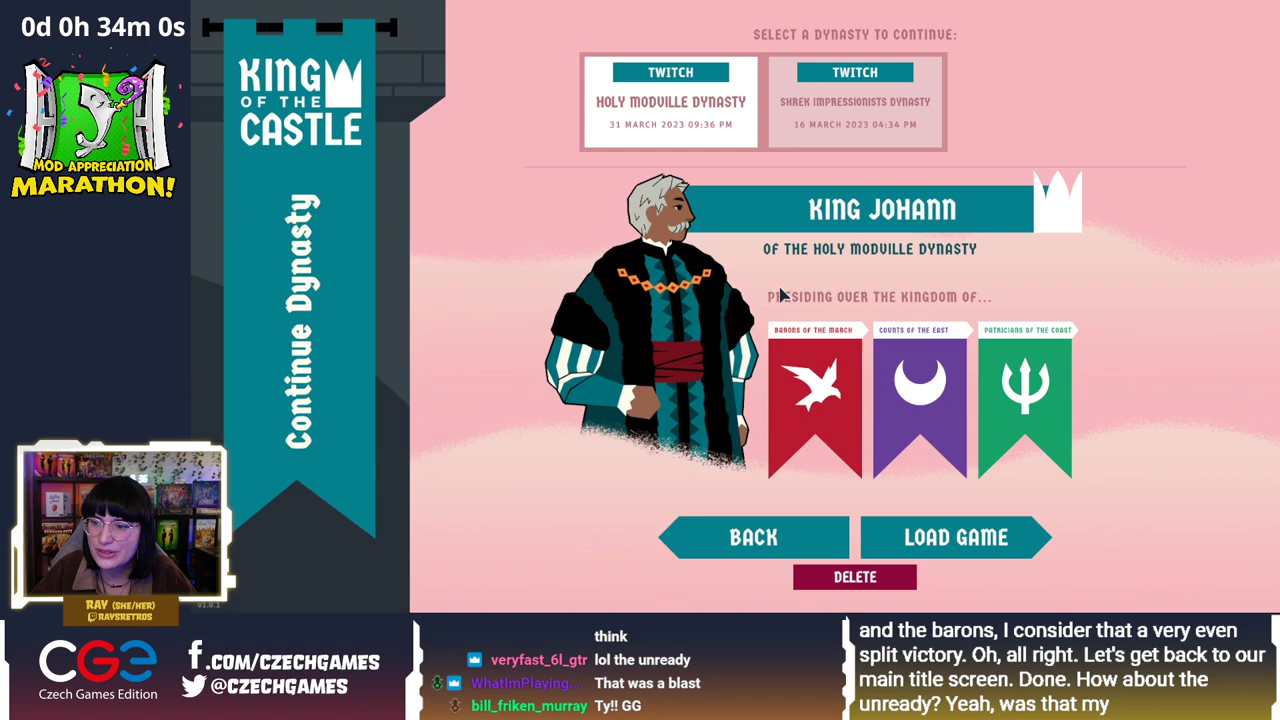 0d 0h 34m 0s
MOD APPRECIATION
MARATHON!
KING
OF THE
CASTLE
Continue Dynasty
SELECT A DYNASTY TO CONTINUE:
TWITCH
HOLY MODVILLE DYNASTY
31 MARCH 2023 09:36 PM
TWITCH
SHREK IMPRESSIONISTS DYNASTY
16 MARCH 2023 04:34 PM
KING JOHANN
OF THE HOLY MODVILLE DYNASTY
PRESIDING OVER THE KINGDOM OF...
BARONS OF THE MARCH
COUNTS OF THE EAST
PATRICIANS OF THE COAST
BACK
LOAD GAME
DELETE
V1.0.1
RAY (SHE/HER)
RAYSRETROS
CGE
Czech Games Edition
f.COM/CZECHGAMES
@CZECHGAMES
think
veryfast_6l_gtr lol the unready
WhatImPlaying... That was a blast
bill_friken_murray Ty!! GG
and the barons, I consider that a very even
split victory. Oh, all right. Let's get back to our
main title screen. Done. How about the
unready? Yeah, was that my